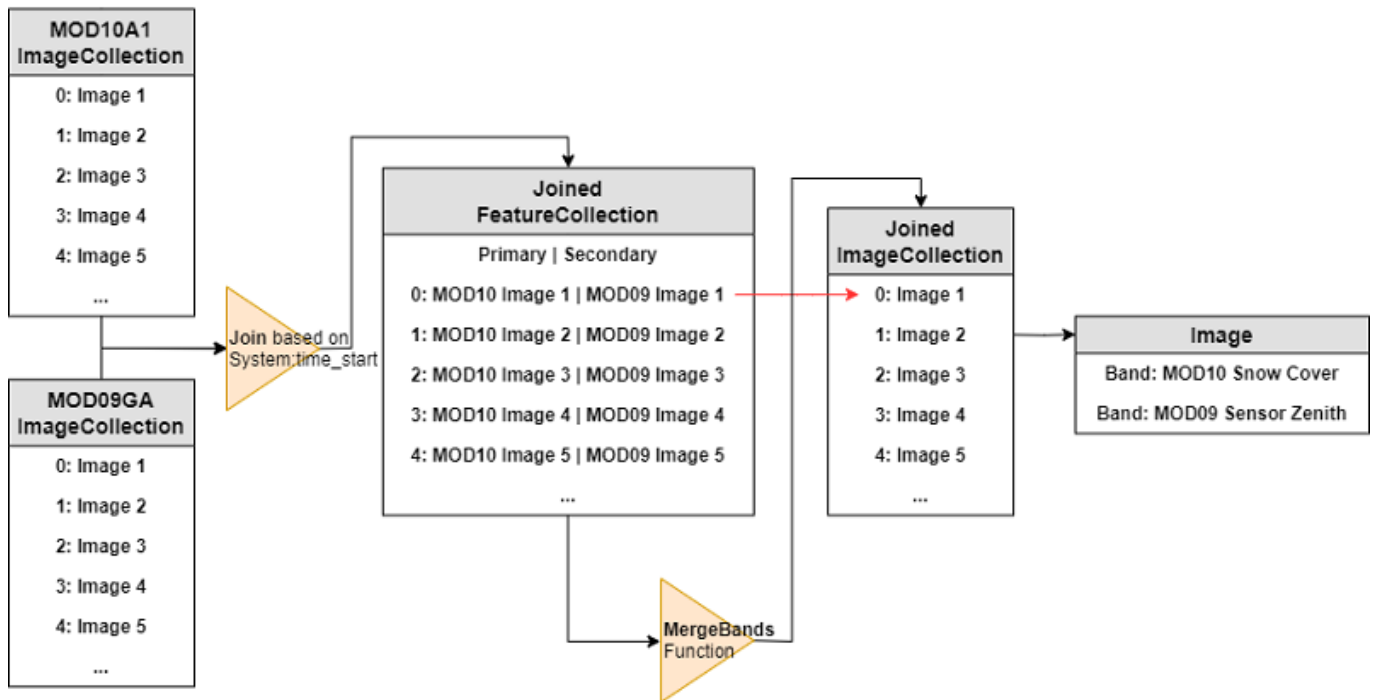 MOD10A1
ImageCollection
0: Image 1
1: Image 2
2: Image 3
3: Image 4
4: Image 5
...
MOD09GA
ImageCollection
0: Image 1
1: Image 2
2: Image 3
3: Image 4
4: Image 5
...
Join based on
System:time_start
Joined
FeatureCollection
Primary | Secondary
0: MOD10 Image 1 | MOD09 Image 1
1: MOD10 Image 2 | MOD09 Image 2
2: MOD10 Image 3 | MOD09 Image 3
3: MOD10 Image 4 | MOD09 Image 4
4: MOD10 Image 5 | MOD09 Image 5
...
MergeBands
Function
Joined
ImageCollection
0: Image 1
1: Image 2
2: Image 3
3: Image 4
4: Image 5
...
Image
Band: MOD10 Snow Cover
Band: MOD09 Sensor Zenith